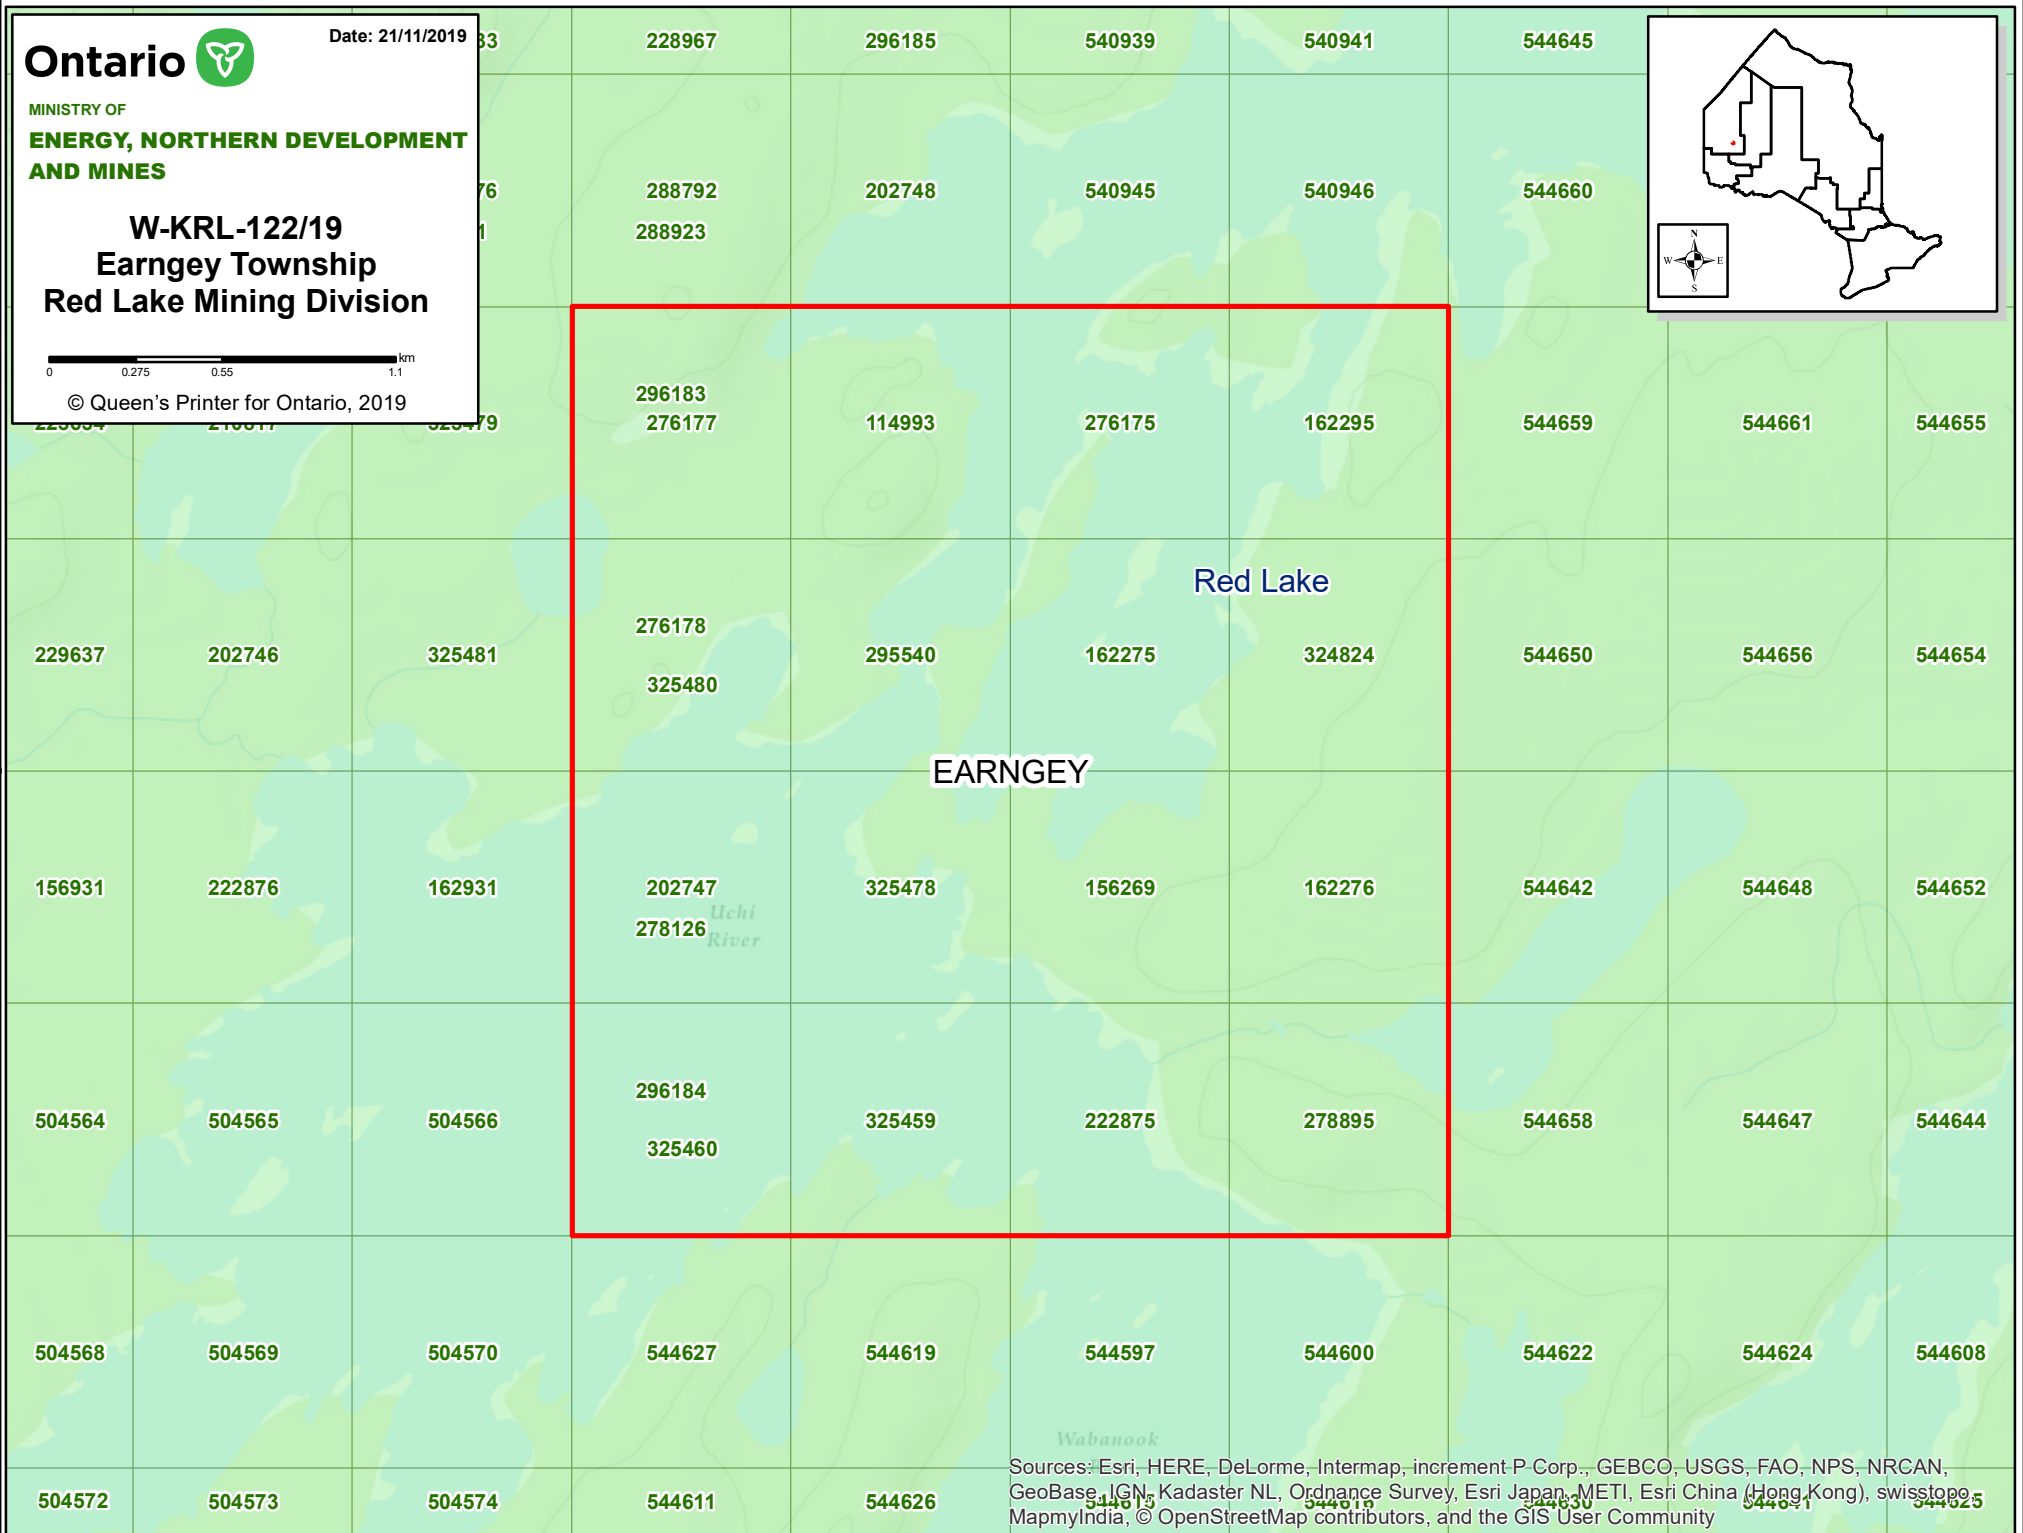 Ontario
Date: 21/11/2019
MINISTRY OF
ENERGY, NORTHERN DEVELOPMENT
AND MINES
W-KRL-122/19
Earngey Township
Red Lake Mining Division
km
0 0.275 0.55 1.1
© Queen's Printer for Ontario, 2019
N
W E
S
228967 296185 540939 540941 544645
288792 202748 540945 540946 544660
288923
296183
276177 114993 276175 162295 544659 544661 544655
Red Lake
276178
229637 202746 325481 295540 162275 324824 544650 544656 544654
325480
EARNGEY
156931 222876 162931 202747 325478 156269 162276 544642 544648 544652
Uchi
278126
River
296184
504564 504565 504566 325459 222875 278895 544658 544647 544644
325460
504568 504569 504570 544627 544619 544597 544600 544622 544624 544608
Wabanook
504572 504573 504574 544611 544626
Sources: Esri, HERE, DeLorme, Intermap, increment P Corp., GEBCO, USGS, FAO, NPS, NRCAN,
GeoBase, IGN, Kadaster NL, Ordnance Survey, Esri Japan, METI, Esri China (Hong Kong), swisstopo,
MapmyIndia, © OpenStreetMap contributors, and the GIS User Community